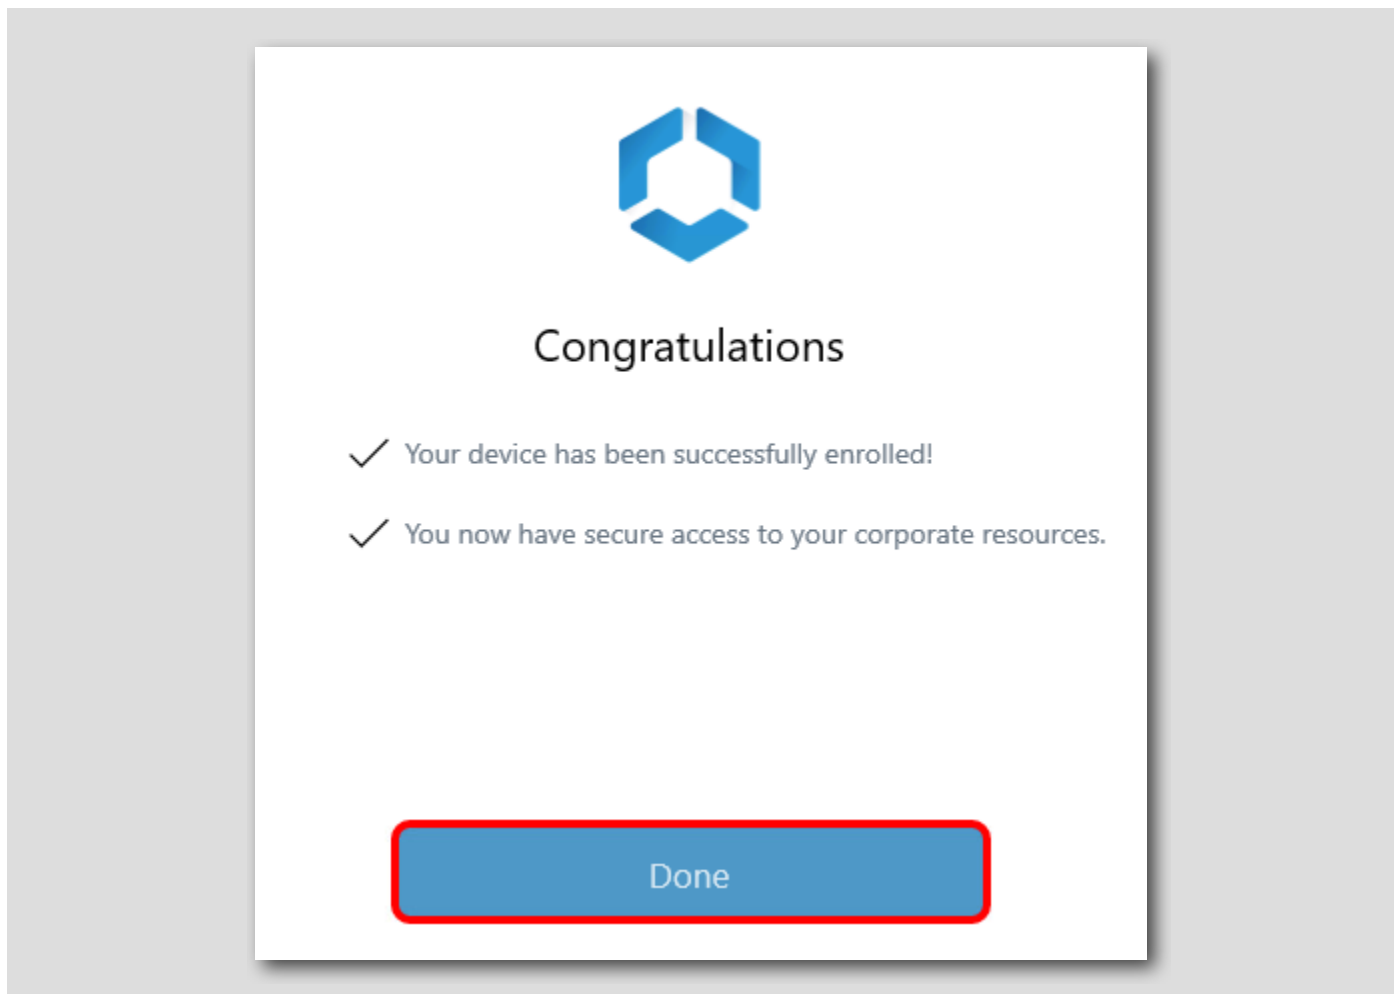 Congratulations
Your device has been successfully enrolled!
You now have secure access to your corporate resources.
Done